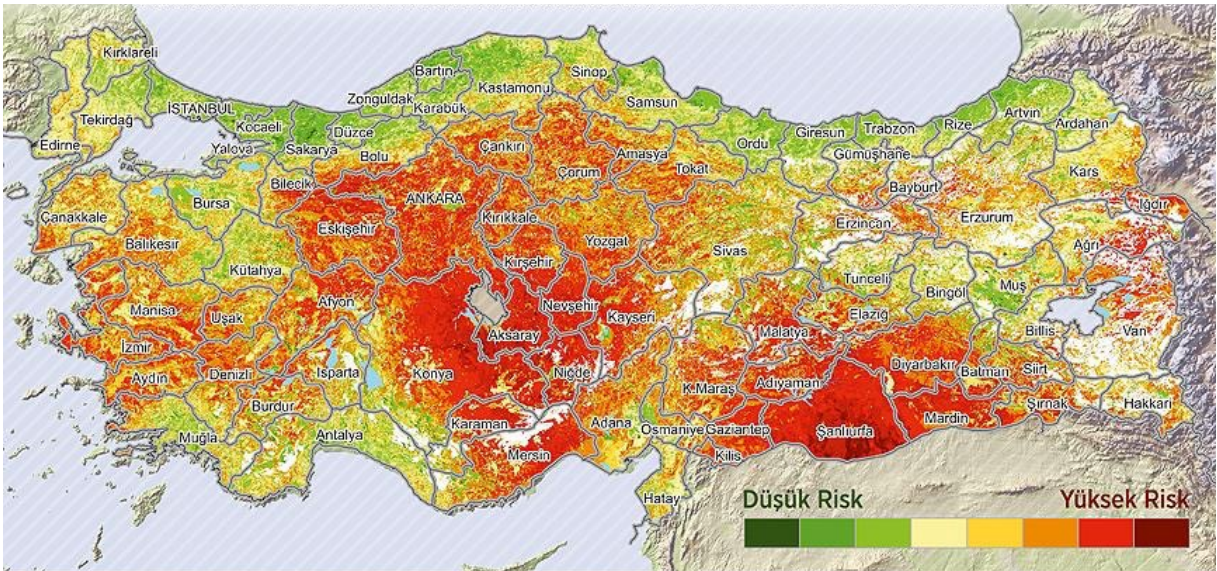 Kırklareli
Tekirdağ
Edirne
İSTANBUL
Kocaeli
Yalova
Sakarya
Düzce
Zonguldak
Bartın
Karabük
Kastamonu
Sinop
Samsun
Ordu
Giresun
Trabzon
Rize
Artvin
Ardahan
Gümüşhane
Bayburt
Kars
Iğdır
Çanakkale
Balıkesir
Bursa
Bilecik
Bolu
Çankırı
Çorum
Amasya
Tokat
ANKARA
Kırıkkale
Eskişehir
Kütahya
Yozgat
Sivas
Erzincan
Erzurum
Ağrı
Kırşehir
Nevşehir
Kayseri
Tunceli
Bingöl
Muş
Elazığ
Malatya
Bitlis
Van
Manisa
Uşak
Afyon
İzmir
Aydın
Denizli
Isparta
Burdur
Konya
Aksaray
Niğde
K.Maraş
Adıyaman
Diyarbakır
Batman
Siirt
Şırnak
Hakkari
Muğla
Antalya
Karaman
Mersin
Adana
Osmaniye
Gaziantep
Kilis
Şanlıurfa
Mardin
Hatay
Düşük Risk
Yüksek Risk